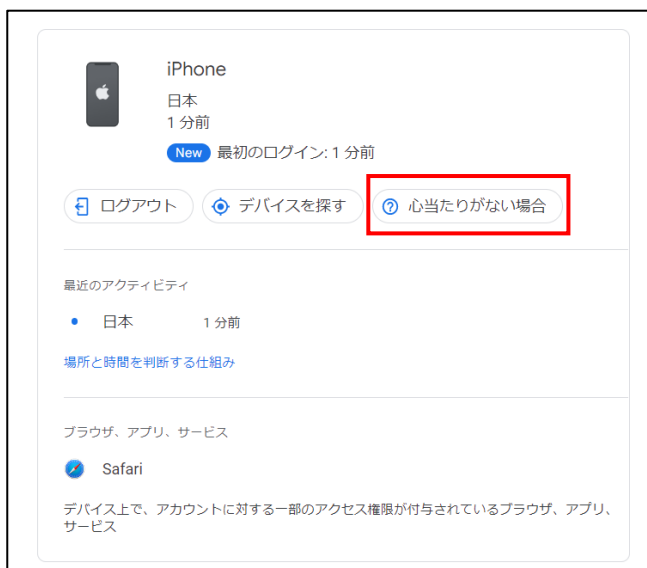 iPhone
日本
1 分前
New 最初のログイン: 1 分前
ログアウト デバイスを探す 心当たりがない場合
最近のアクティビティ
日本 1 分前
場所と時間を判断する仕組み
ブラウザ、アプリ、サービス
Safari
デバイス上で、アカウントに対する一部のアクセス権限が付与されているブラウザ、アプリ、
サービス